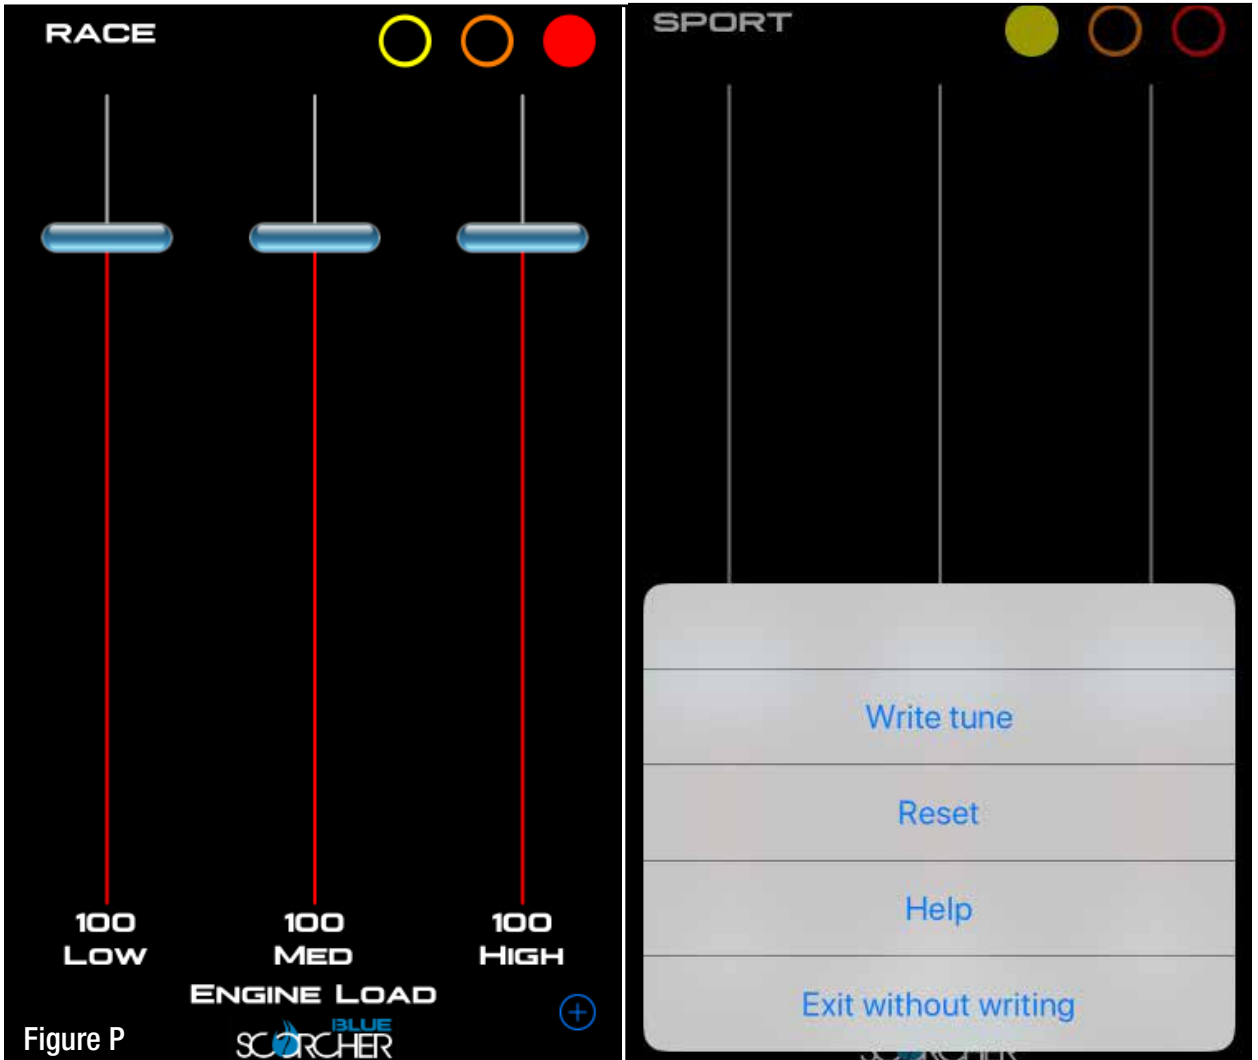 RACE
100 100 100
LOW MED HIGH
ENGINE LOAD
BLUE
SCORCHER
Figure P
SPORT
Write tune
Reset
Help
Exit without writing